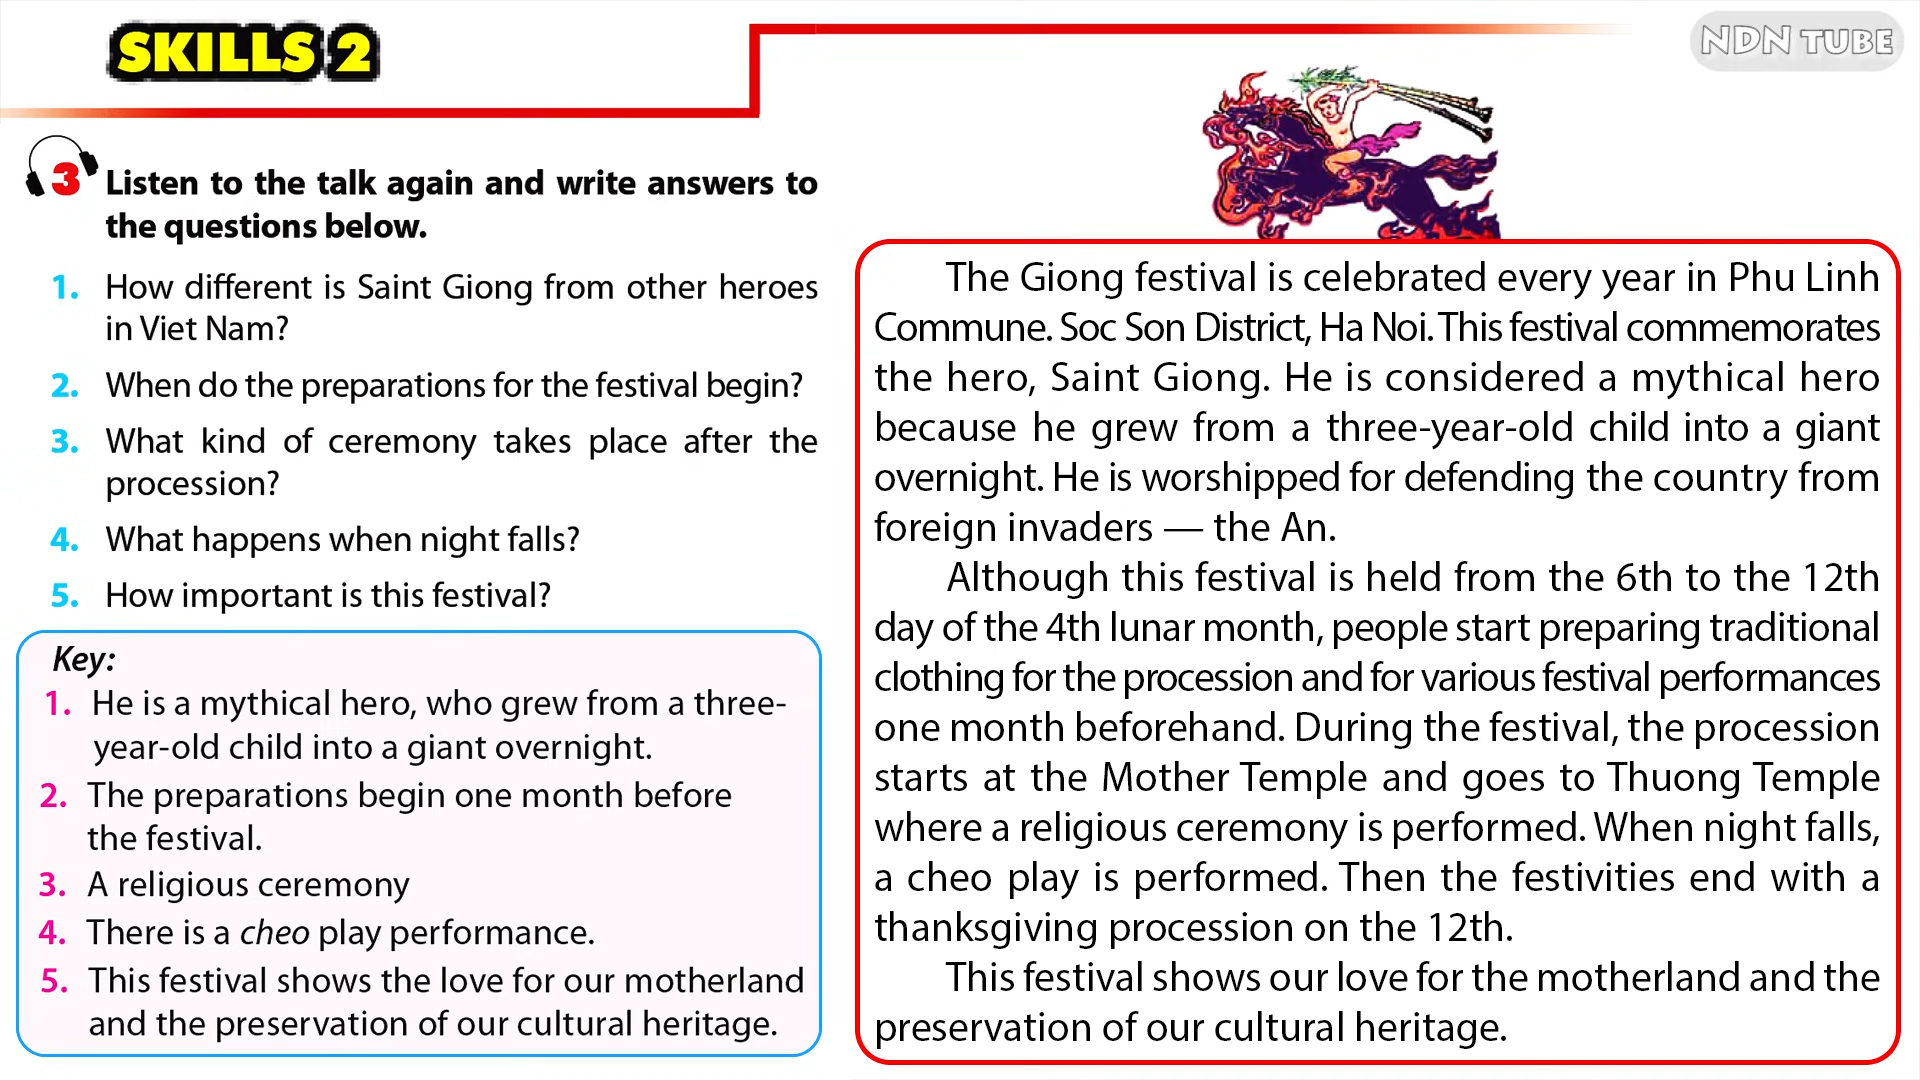 SKILLS 2
NDN TUBE
3 Listen to the talk again and write answers to
the questions below.
1. How different is Saint Giong from other heroes
in Viet Nam?
2. When do the preparations for the festival begin?
3. What kind of ceremony takes place after the
procession?
4. What happens when night falls?
5. How important is this festival?
Key:
1. He is a mythical hero, who grew from a three-
year-old child into a giant overnight.
2. The preparations begin one month before
the festival.
3. A religious ceremony
4. There is a cheo play performance.
5. This festival shows the love for our motherland
and the preservation of our cultural heritage.
The Giong festival is celebrated every year in Phu Linh
Commune. Soc Son District, Ha Noi. This festival commemorates
the hero, Saint Giong. He is considered a mythical hero
because he grew from a three-year-old child into a giant
overnight. He is worshipped for defending the country from
foreign invaders — the An.
Although this festival is held from the 6th to the 12th
day of the 4th lunar month, people start preparing traditional
clothing for the procession and for various festival performances
one month beforehand. During the festival, the procession
starts at the Mother Temple and goes to Thuong Temple
where a religious ceremony is performed. When night falls,
a cheo play is performed. Then the festivities end with a
thanksgiving procession on the 12th.
This festival shows our love for the motherland and the
preservation of our cultural heritage.